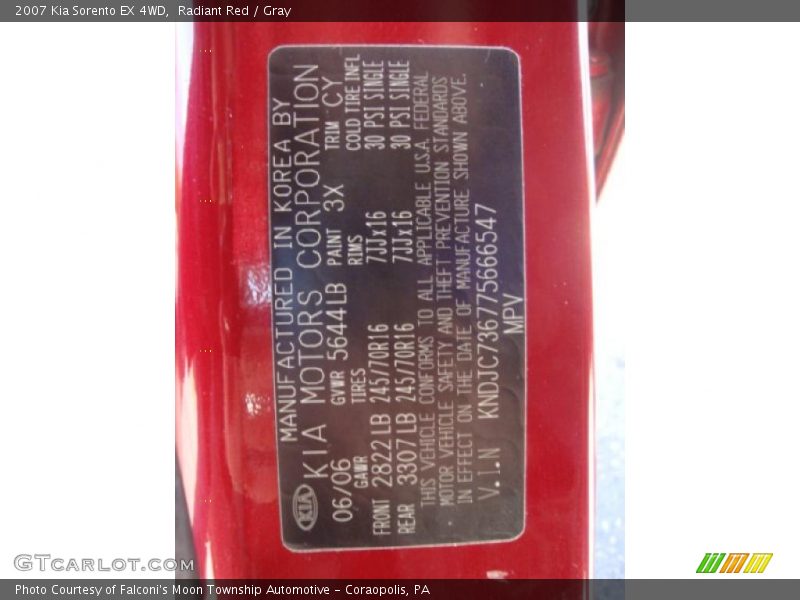 2007 Kia Sorento EX 4WD,  Radiant Red / Gray
MANUFACTURED IN KOREA BY
KIA KIA MOTORS CORPORATION
06/06 GVWR 5644LB PAINT 3X TRIM CY
GAWR TIRES RIMS COLD TIRE INFL
FRONT 2822 LB 245/70R16 7JJx16 30 PSI SINGLE
REAR 3307 LB 245/70R16 7JJx16 30 PSI SINGLE
THIS VEHICLE CONFORMS TO ALL APPLICABLE U.S.A. FEDERAL
MOTOR VEHICLE SAFETY AND THEFT PREVENTION STANDARDS
IN EFFECT ON THE DATE OF MANUFACTURE SHOWN ABOVE.
V.I.N KNDJC736775666547
MPV
GTCarLot.com
Photo Courtesy of Falconi's Moon Township Automotive - Coraopolis, PA